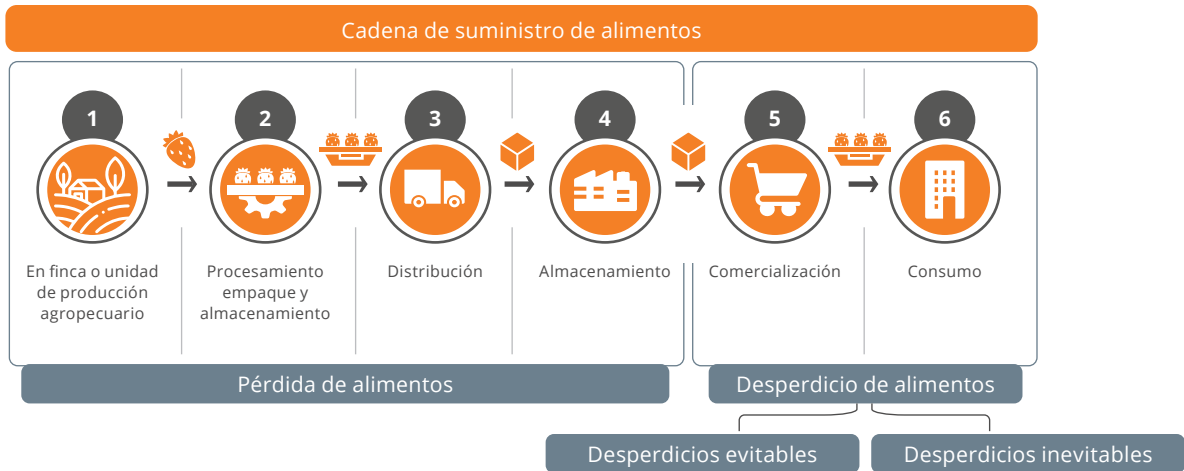 Cadena de suministro de alimentos
1
2
3
4
5
6
En finca o unidad
de producción
agropecuario
Procesamiento
empaque y
almacenamiento
Distribución
Almacenamiento
Comercialización
Consumo
Pérdida de alimentos
Desperdicio de alimentos
Desperdicios evitables
Desperdicios inevitables